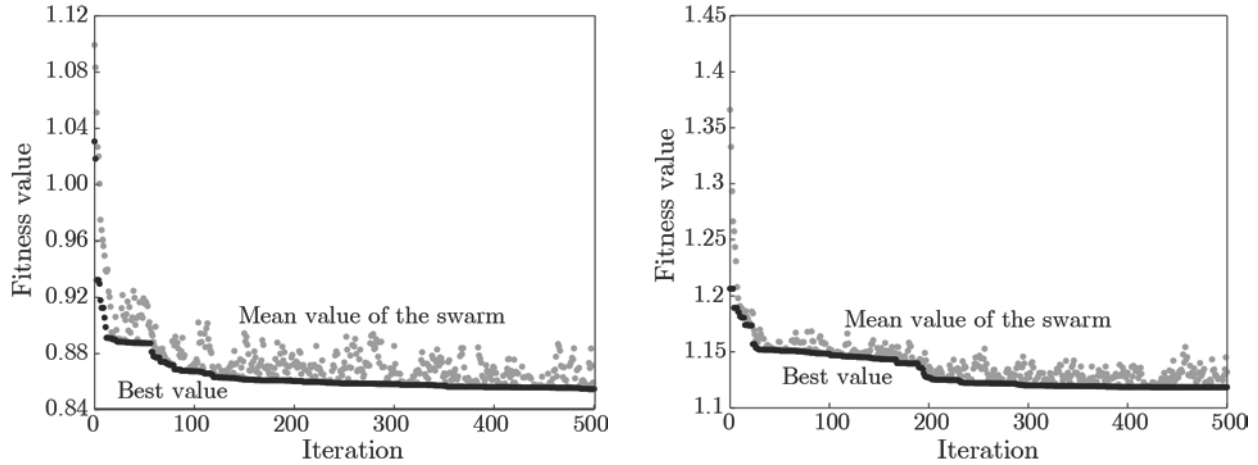 1.12
1.08
1.04
1.00
0.96
0.92
0.88
0.84
Fitness value
Mean value of the swarm
Best value
0 100 200 300 400 500
Iteration
1.45
1.4
1.35
1.3
1.25
1.2
1.15
1.1
Fitness value
Mean value of the swarm
Best value
0 100 200 300 400 500
Iteration